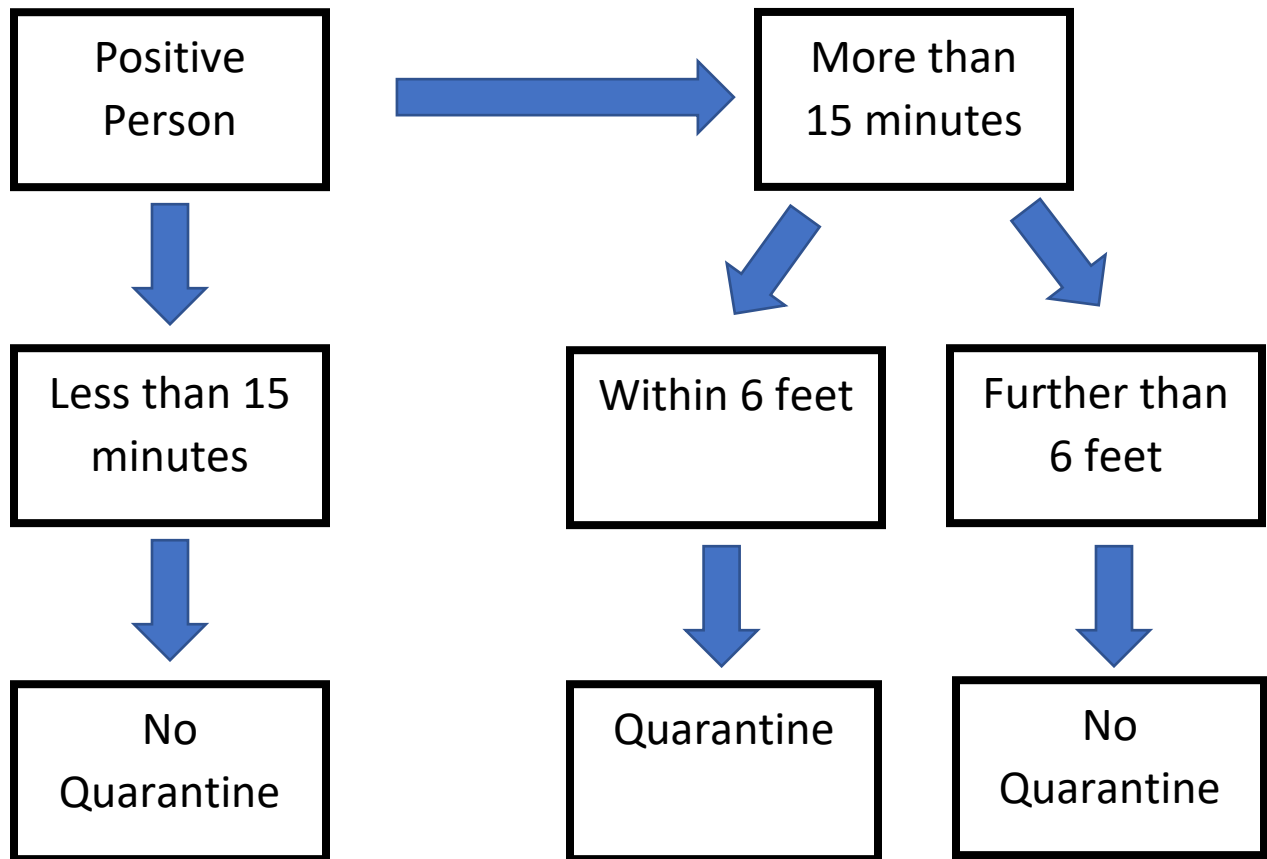 Positive
Person
More than
15 minutes
Less than 15
minutes
Within 6 feet
Further than
6 feet
No
Quarantine
Quarantine
No
Quarantine